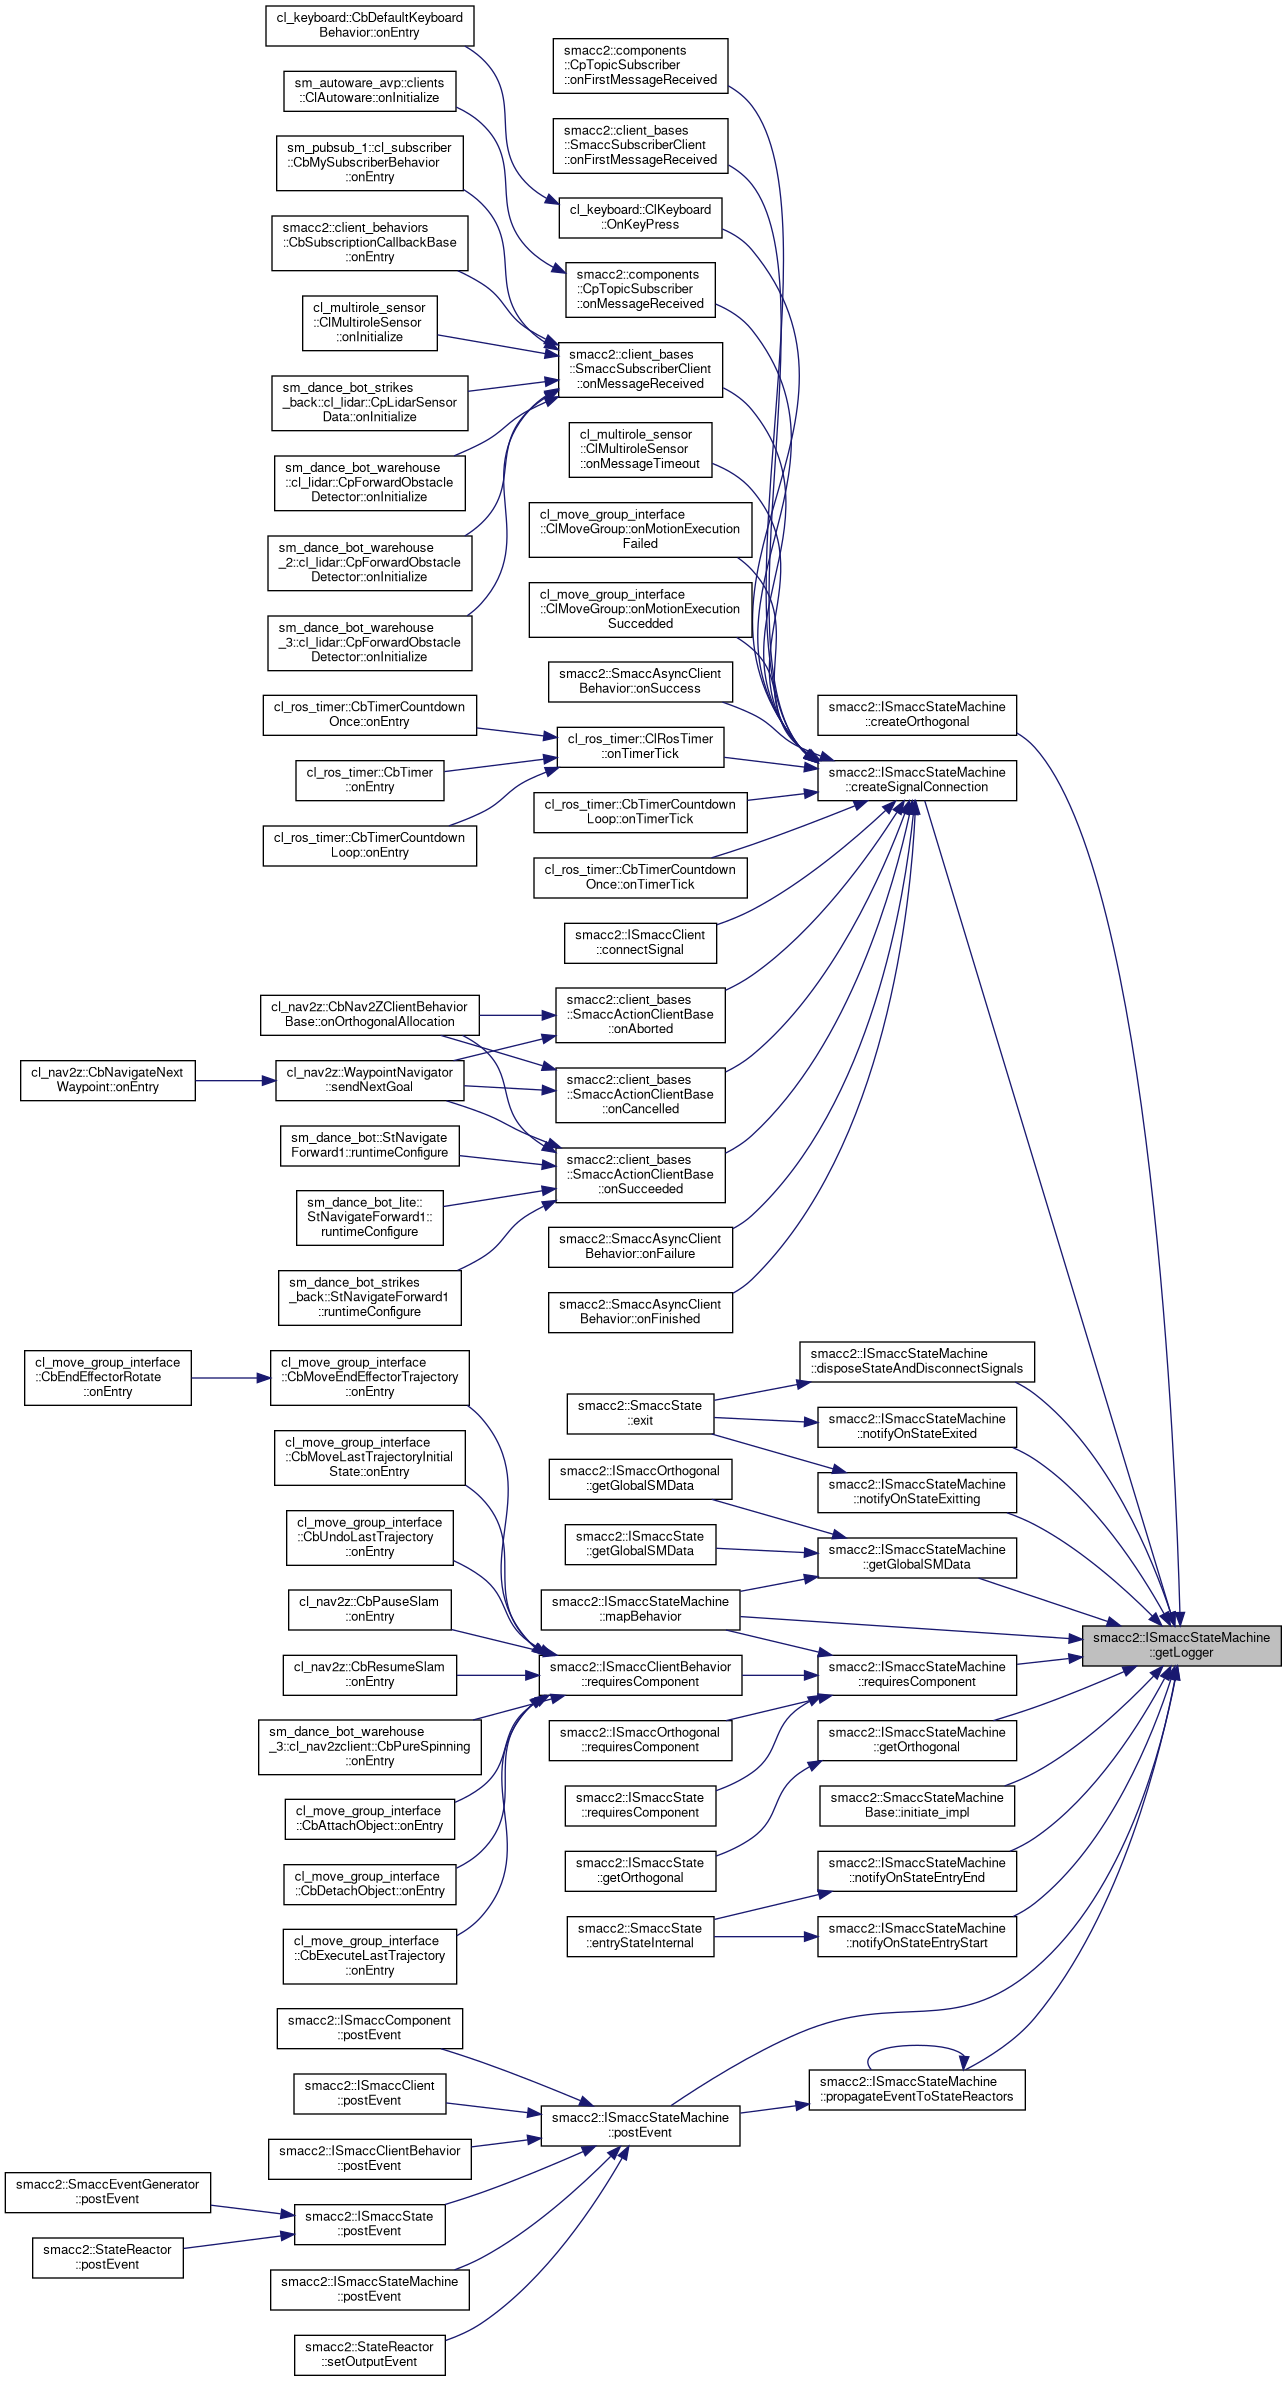 cl_keyboard::CbDefaultKeyboard
Behavior::onEntry
sm_autoware_avp::clients
::ClAutoware::onInitialize
sm_pubsub_1::cl_subscriber
::CbMySubscriberBehavior
::onEntry
smacc2::client_behaviors
::CbSubscriptionCallbackBase
::onEntry
cl_multirole_sensor
::ClMultiroleSensor
::onInitialize
sm_dance_bot_strikes
_back::cl_lidar::CpLidarSensor
Data::onInitialize
sm_dance_bot_warehouse
::cl_lidar::CpForwardObstacle
Detector::onInitialize
sm_dance_bot_warehouse
_2::cl_lidar::CpForwardObstacle
Detector::onInitialize
sm_dance_bot_warehouse
_3::cl_lidar::CpForwardObstacle
Detector::onInitialize
cl_ros_timer::CbTimerCountdown
Once::onEntry
cl_ros_timer::CbTimer
::onEntry
cl_ros_timer::CbTimerCountdown
Loop::onEntry
cl_nav2z::CbNav2ZClientBehavior
Base::onOrthogonalAllocation
cl_nav2z::CbNavigateNext
Waypoint::onEntry
cl_nav2z::WaypointNavigator
::sendNextGoal
sm_dance_bot::StNavigate
Forward1::runtimeConfigure
sm_dance_bot_lite::
StNavigateForward1::
runtimeConfigure
sm_dance_bot_strikes
_back::StNavigateForward1
::runtimeConfigure
cl_move_group_interface
::CbEndEffectorRotate
::onEntry
cl_move_group_interface
::CbMoveEndEffectorTrajectory
::onEntry
cl_move_group_interface
::CbMoveLastTrajectoryInitial
State::onEntry
cl_move_group_interface
::CbUndoLastTrajectory
::onEntry
cl_nav2z::CbPauseSlam
::onEntry
cl_nav2z::CbResumeSlam
::onEntry
sm_dance_bot_warehouse
_3::cl_nav2zclient::CbPureSpinning
::onEntry
cl_move_group_interface
::CbAttachObject::onEntry
cl_move_group_interface
::CbDetachObject::onEntry
cl_move_group_interface
::CbExecuteLastTrajectory
::onEntry
smacc2::ISmaccComponent
::postEvent
smacc2::ISmaccClient
::postEvent
smacc2::ISmaccClientBehavior
::postEvent
smacc2::SmaccEventGenerator
::postEvent
smacc2::StateReactor
::postEvent
smacc2::ISmaccState
::postEvent
smacc2::ISmaccStateMachine
::postEvent
smacc2::StateReactor
::setOutputEvent
smacc2::components
::CpTopicSubscriber
::onFirstMessageReceived
smacc2::client_bases
::SmaccSubscriberClient
::onFirstMessageReceived
cl_keyboard::ClKeyboard
::OnKeyPress
smacc2::components
::CpTopicSubscriber
::onMessageReceived
smacc2::client_bases
::SmaccSubscriberClient
::onMessageReceived
cl_multirole_sensor
::ClMultiroleSensor
::onMessageTimeout
cl_move_group_interface
::ClMoveGroup::onMotionExecution
Failed
cl_move_group_interface
::ClMoveGroup::onMotionExecution
Succedded
smacc2::SmaccAsyncClient
Behavior::onSuccess
cl_ros_timer::ClRosTimer
::onTimerTick
cl_ros_timer::CbTimerCountdown
Loop::onTimerTick
cl_ros_timer::CbTimerCountdown
Once::onTimerTick
smacc2::ISmaccClient
::connectSignal
smacc2::client_bases
::SmaccActionClientBase
::onAborted
smacc2::client_bases
::SmaccActionClientBase
::onCancelled
smacc2::client_bases
::SmaccActionClientBase
::onSucceeded
smacc2::SmaccAsyncClient
Behavior::onFailure
smacc2::SmaccAsyncClient
Behavior::onFinished
smacc2::SmaccState
::exit
smacc2::ISmaccOrthogonal
::getGlobalSMData
smacc2::ISmaccState
::getGlobalSMData
smacc2::ISmaccStateMachine
::mapBehavior
smacc2::ISmaccClientBehavior
::requiresComponent
smacc2::ISmaccOrthogonal
::requiresComponent
smacc2::ISmaccState
::requiresComponent
smacc2::ISmaccState
::getOrthogonal
smacc2::SmaccState
::entryStateInternal
smacc2::ISmaccStateMachine
::postEvent
smacc2::ISmaccStateMachine
::createOrthogonal
smacc2::ISmaccStateMachine
::createSignalConnection
smacc2::ISmaccStateMachine
::disposeStateAndDisconnectSignals
smacc2::ISmaccStateMachine
::notifyOnStateExited
smacc2::ISmaccStateMachine
::notifyOnStateExitting
smacc2::ISmaccStateMachine
::getGlobalSMData
smacc2::ISmaccStateMachine
::requiresComponent
smacc2::ISmaccStateMachine
::getOrthogonal
smacc2::SmaccStateMachine
Base::initiate_impl
smacc2::ISmaccStateMachine
::notifyOnStateEntryEnd
smacc2::ISmaccStateMachine
::notifyOnStateEntryStart
smacc2::ISmaccStateMachine
::propagateEventToStateReactors
smacc2::ISmaccStateMachine
::getLogger